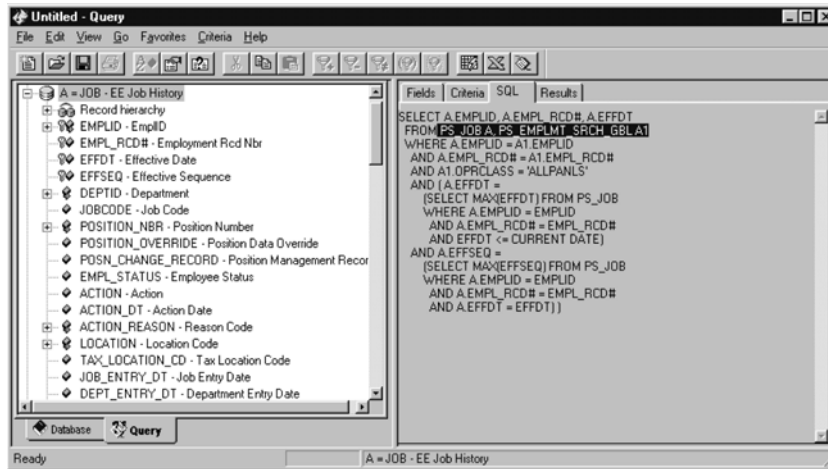 Untitled - Query
File Edit View Go Favorites Criteria Help
A = JOB - EE Job History
Record hierarchy
EMPLID - EmplID
EMPL_RCD# - Employment Rcd Nbr
EFFDT - Effective Date
EFFSEQ - Effective Sequence
DEPTID - Department
JOBCODE - Job Code
POSITION_NBR - Position Number
POSITION_OVERRIDE - Position Data Override
POSN_CHANGE_RECORD - Position Management Recor
EMPL_STATUS - Employee Status
ACTION - Action
ACTION_DT - Action Date
ACTION_REASON - Reason Code
LOCATION - Location Code
TAX_LOCATION_CD - Tax Location Code
JOB_ENTRY_DT - Job Entry Date
DEPT_ENTRY_DT - Department Entry Date
Database Query
Fields Criteria SQL Results
SELECT A.EMPLID, A.EMPL_RCD#, A.EFFDT
FROM PS_JOB A, PS_EMPLMT_SRCH_GBL A1
WHERE A.EMPLID = A1.EMPLID
AND A.EMPL_RCD# = A1.EMPL_RCD#
AND A1.OPRCLASS = 'ALLPANLS'
AND ( A.EFFDT =
(SELECT MAX(EFFDT) FROM PS_JOB
WHERE A.EMPLID = EMPLID
AND A.EMPL_RCD# = EMPL_RCD#
AND EFFDT <= CURRENT DATE)
AND A.EFFSEQ =
(SELECT MAX(EFFSEQ) FROM PS_JOB
WHERE A.EMPLID = EMPLID
AND A.EMPL_RCD# = EMPL_RCD#
AND A.EFFDT = EFFDT) )
Ready
A = JOB - EE Job History